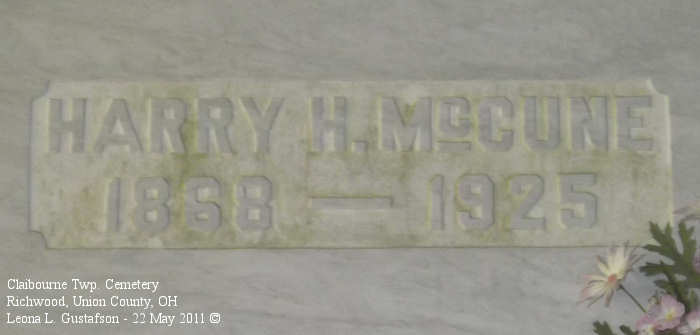 HARRY H. McCUNE
1868 — 1925
Claibourne Twp. Cemetery
Richwood, Union County, OH
Leona L. Gustafson - 22 May 2011 ©